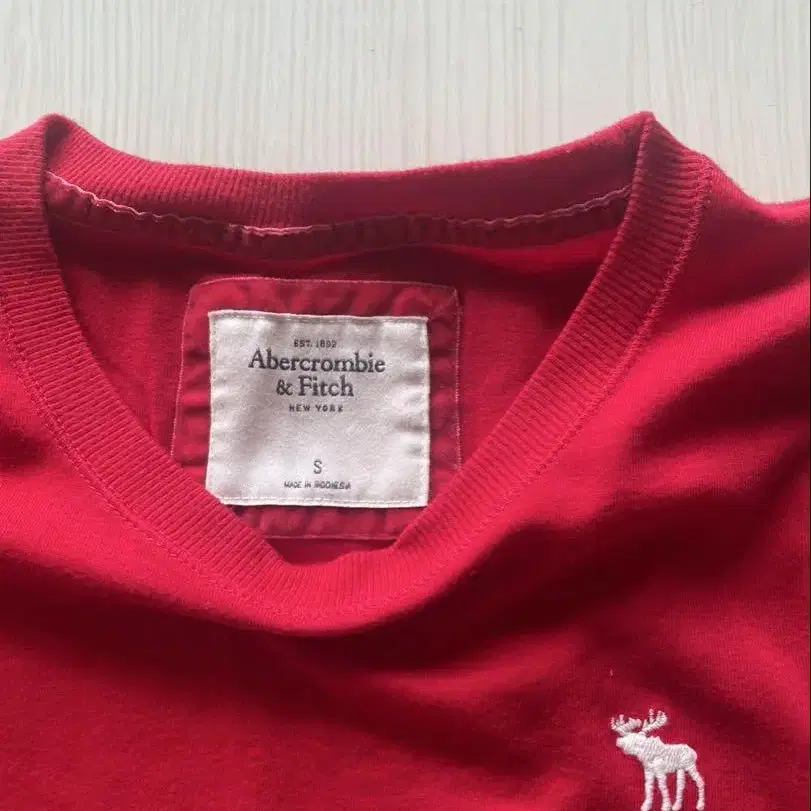 EST. 1892
Abercrombie
& Fitch
NEW YORK
S
MADE IN INDONESIA